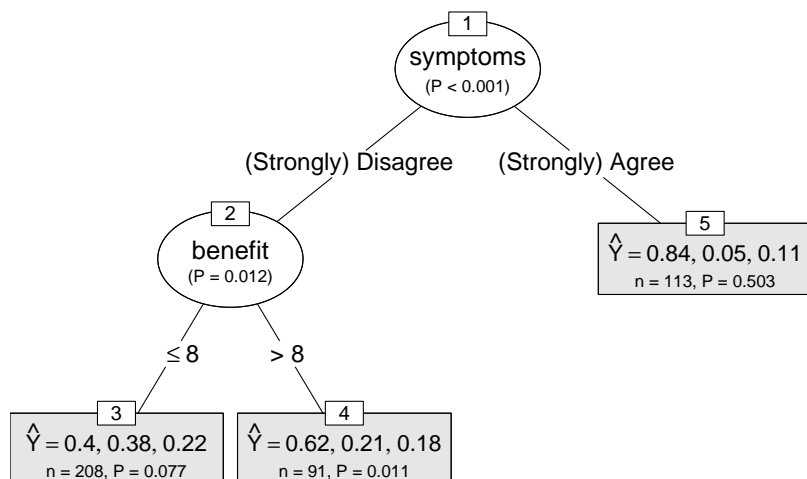 1
symptoms
(P < 0.001)
(Strongly) Disagree
(Strongly) Agree
2
benefit
(P = 0.012)
5
Ŷ = 0.84, 0.05, 0.11
n = 113, P = 0.503
≤ 8
> 8
3
Ŷ = 0.4, 0.38, 0.22
n = 208, P = 0.077
4
Ŷ = 0.62, 0.21, 0.18
n = 91, P = 0.011